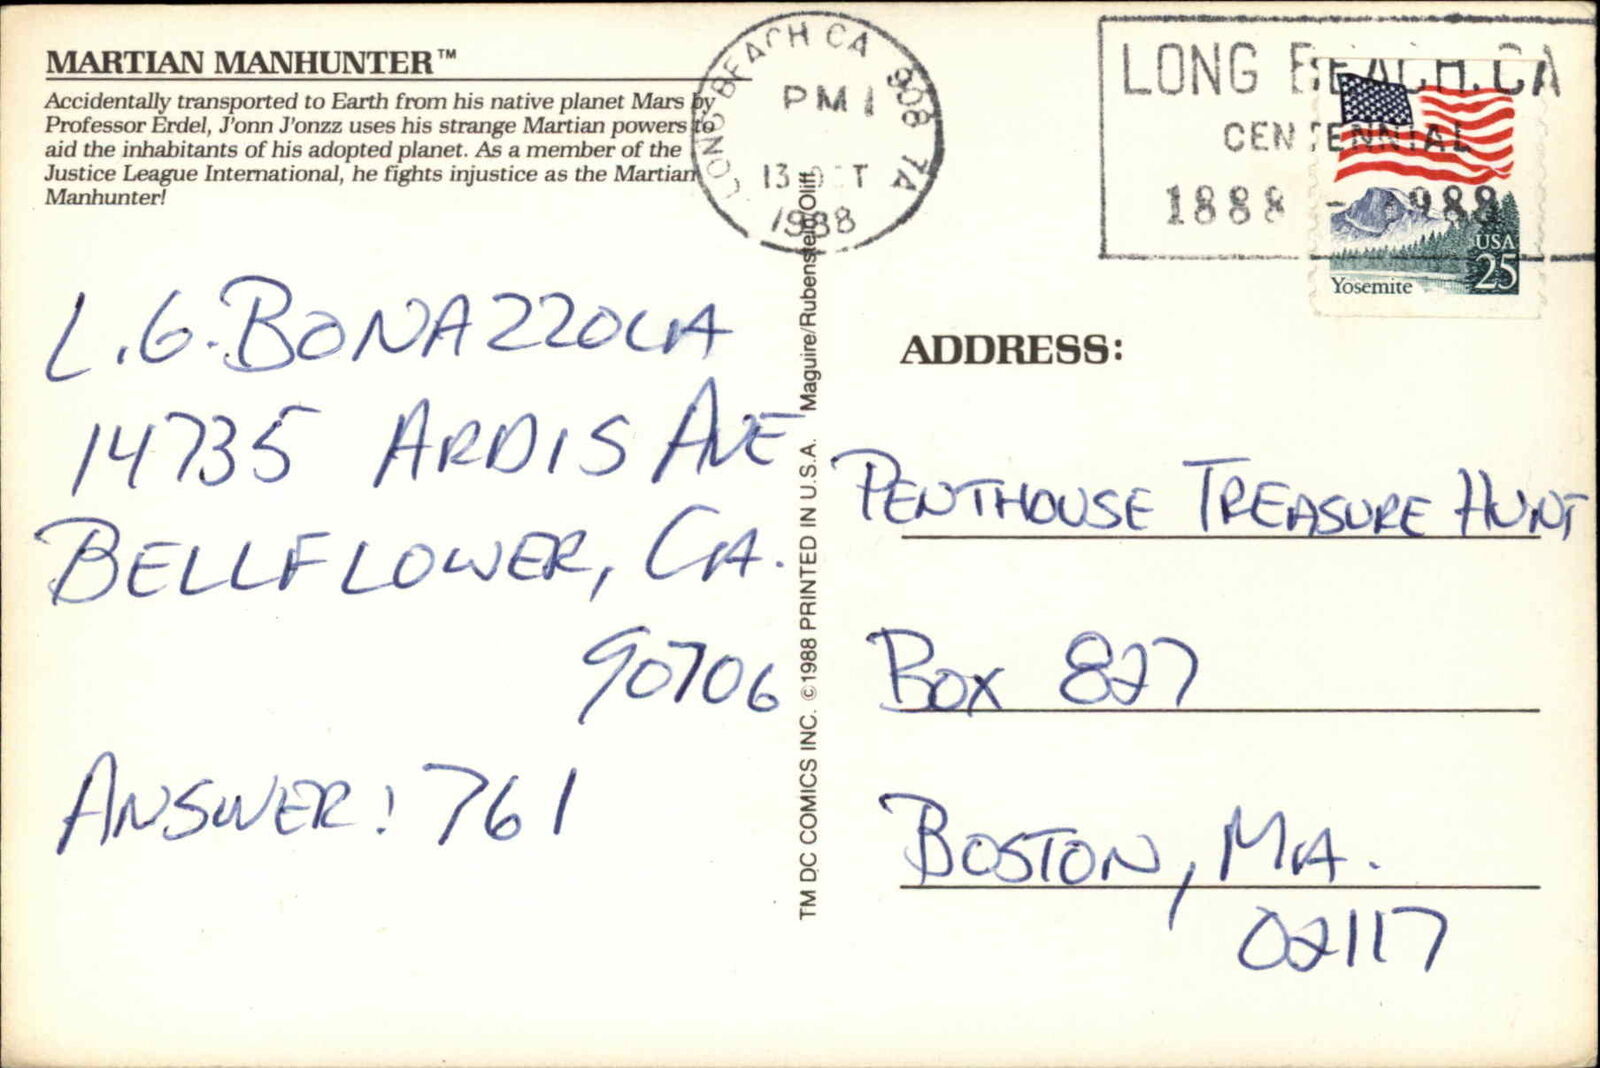 MARTIAN MANHUNTER™
Accidentally transported to Earth from his native planet Mars by
Professor Erdel, J'onn J'onzz uses his strange Martian powers to
aid the inhabitants of his adopted planet. As a member of the
Justice League International, he fights injustice as the Martian
Manhunter!
LONG BEACH CA 908 7A
PM 1
13 OCT
1988
LONG BEACH, CA
CENTENNIAL
1888 - 1988
USA
25
Yosemite
L.G. BONAZZOLA
14735 ARDIS AVE
BELLFLOWER, CA.
90706
ANSWER: 761
TM DC COMICS INC. ©1988 PRINTED IN U.S.A. Maguire/Rubenstein/Oliff
ADDRESS:
PENTHOUSE TREASURE HUNT
BOX 827
BOSTON, MA.
02117